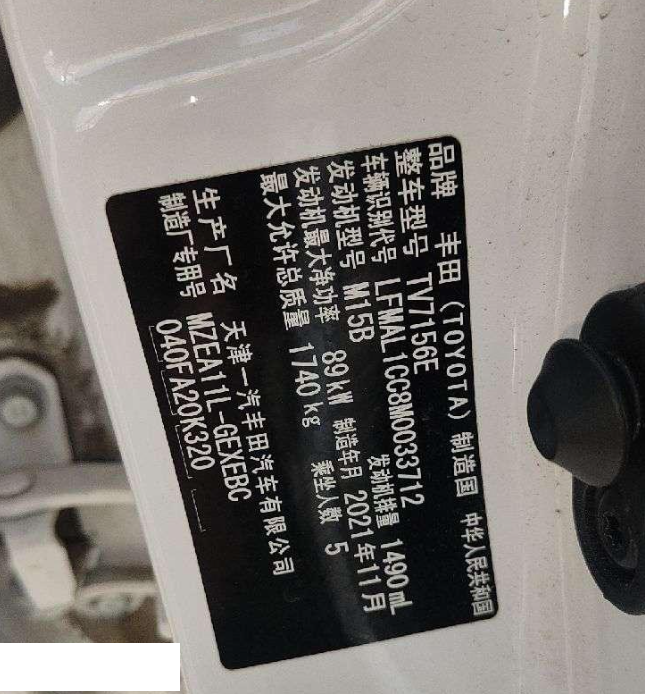 品牌 丰田（TOYOTA） 制造国 中华人民共和国
整车型号 TV7156E
车辆识别代号 LFMAL1CC8M0033712
发动机型号 M15B 发动机排量 1490mL
发动机最大净功率 89kW 制造年月 2021年11月
最大允许总质量 1740kg 乘坐人数 5
生产厂名 天津一汽丰田汽车有限公司
制造厂专用号 MZEA11L-GEXEBC
040FA20K320